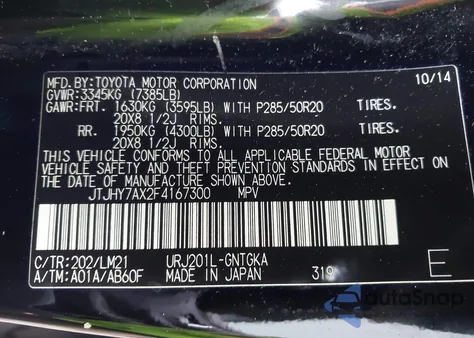 MFD.BY:TOYOTA MOTOR CORPORATION 10/14
GVWR:3345KG (7385LB)
GAWR:FRT. 1630KG (3595LB) WITH P285/50R20 TIRES.
20X8 1/2J RIMS.
RR. 1950KG (4300LB) WITH P285/50R20 TIRES.
20X8 1/2J RIMS.
THIS VEHICLE CONFORMS TO ALL APPLICABLE FEDERAL MOTOR
VEHICLE SAFETY AND THEFT PREVENTION STANDARDS IN EFFECT ON
THE DATE OF MANUFACTURE SHOWN ABOVE.
JTJHY7AX2F4167300 MPV
C/TR:202/LM21 URJ201L-GNTGKA
A/TM:A01A/AB60F MADE IN JAPAN 319 E
autoSnap